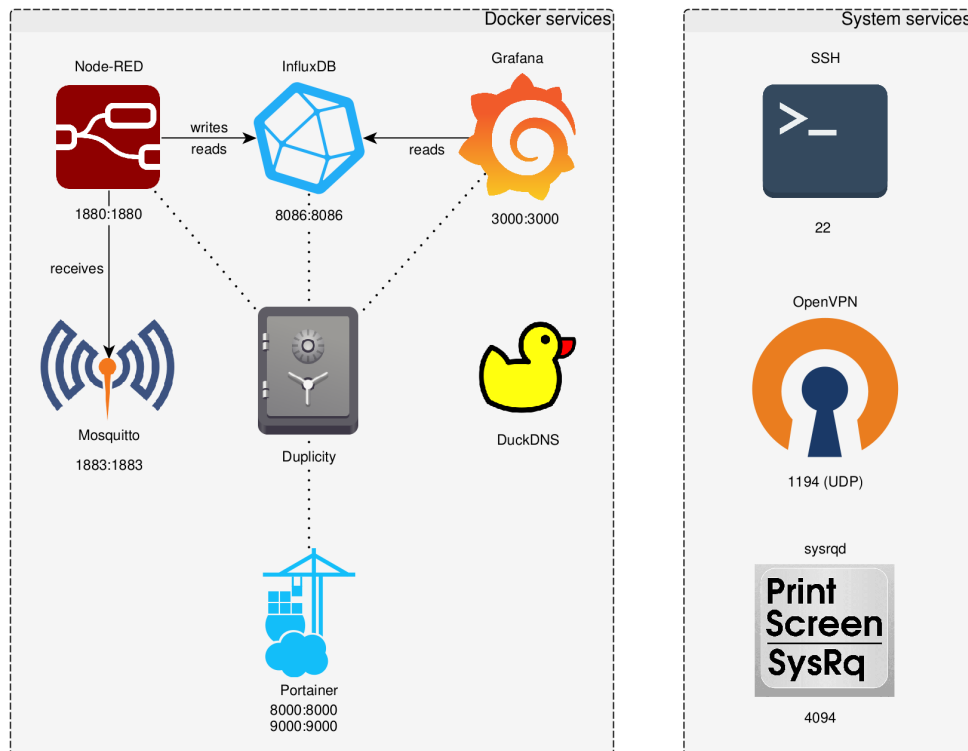 Docker services
System services
Node-RED
InfluxDB
Grafana
SSH
writes
reads
reads
1880:1880
8086:8086
3000:3000
22
receives
OpenVPN
Mosquitto
1883:1883
Duplicity
DuckDNS
1194 (UDP)
sysrqd
Print
Screen
SysRq
Portainer
8000:8000
9000:9000
4094